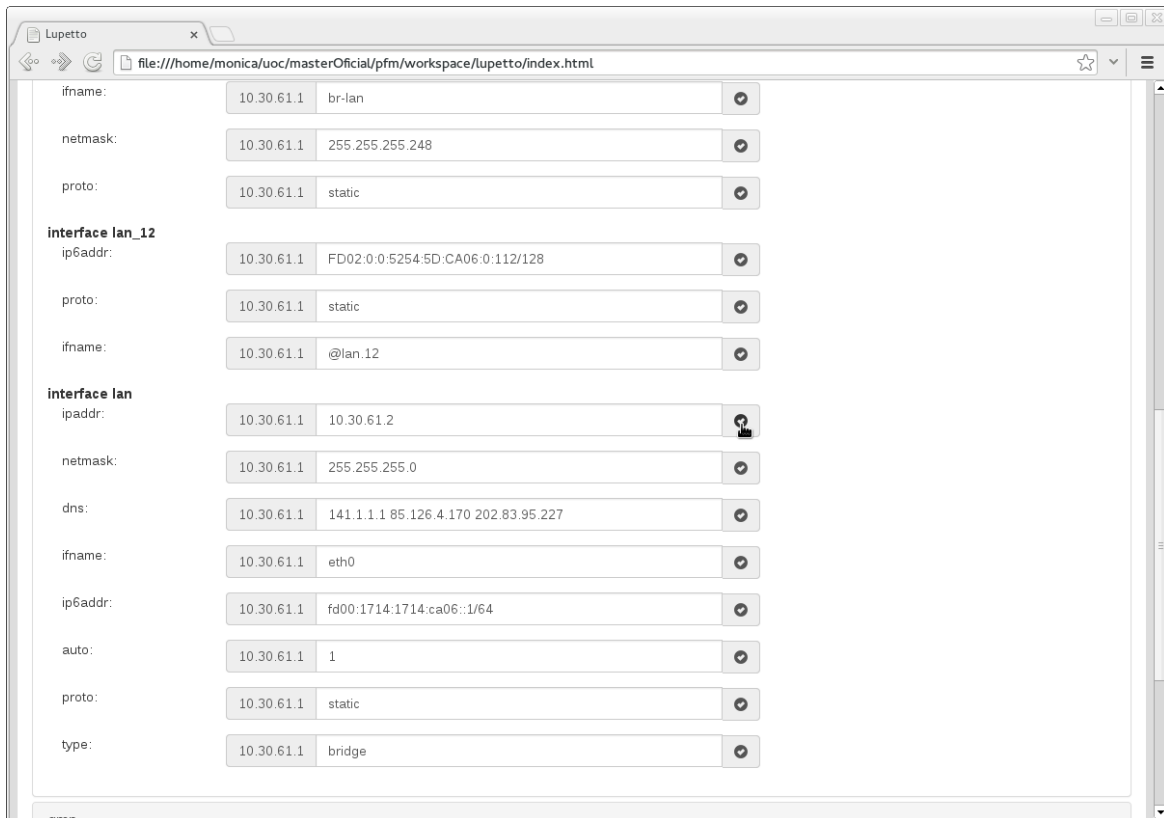 Lupetto
file:///home/monica/uoc/masterOficial/pfm/workspace/lupetto/index.html
ifname: 10.30.61.1 br-lan
netmask: 10.30.61.1 255.255.255.248
proto: 10.30.61.1 static
interface lan_12
ip6addr: 10.30.61.1 FD02:0:0:5254:5D:CA06:0:112/128
proto: 10.30.61.1 static
ifname: 10.30.61.1 @lan.12
interface lan
ipaddr: 10.30.61.1 10.30.61.2
netmask: 10.30.61.1 255.255.255.0
dns: 10.30.61.1 141.1.1.1 85.126.4.170 202.83.95.227
ifname: 10.30.61.1 eth0
ip6addr: 10.30.61.1 fd00:1714:1714:ca06::1/64
auto: 10.30.61.1 1
proto: 10.30.61.1 static
type: 10.30.61.1 bridge